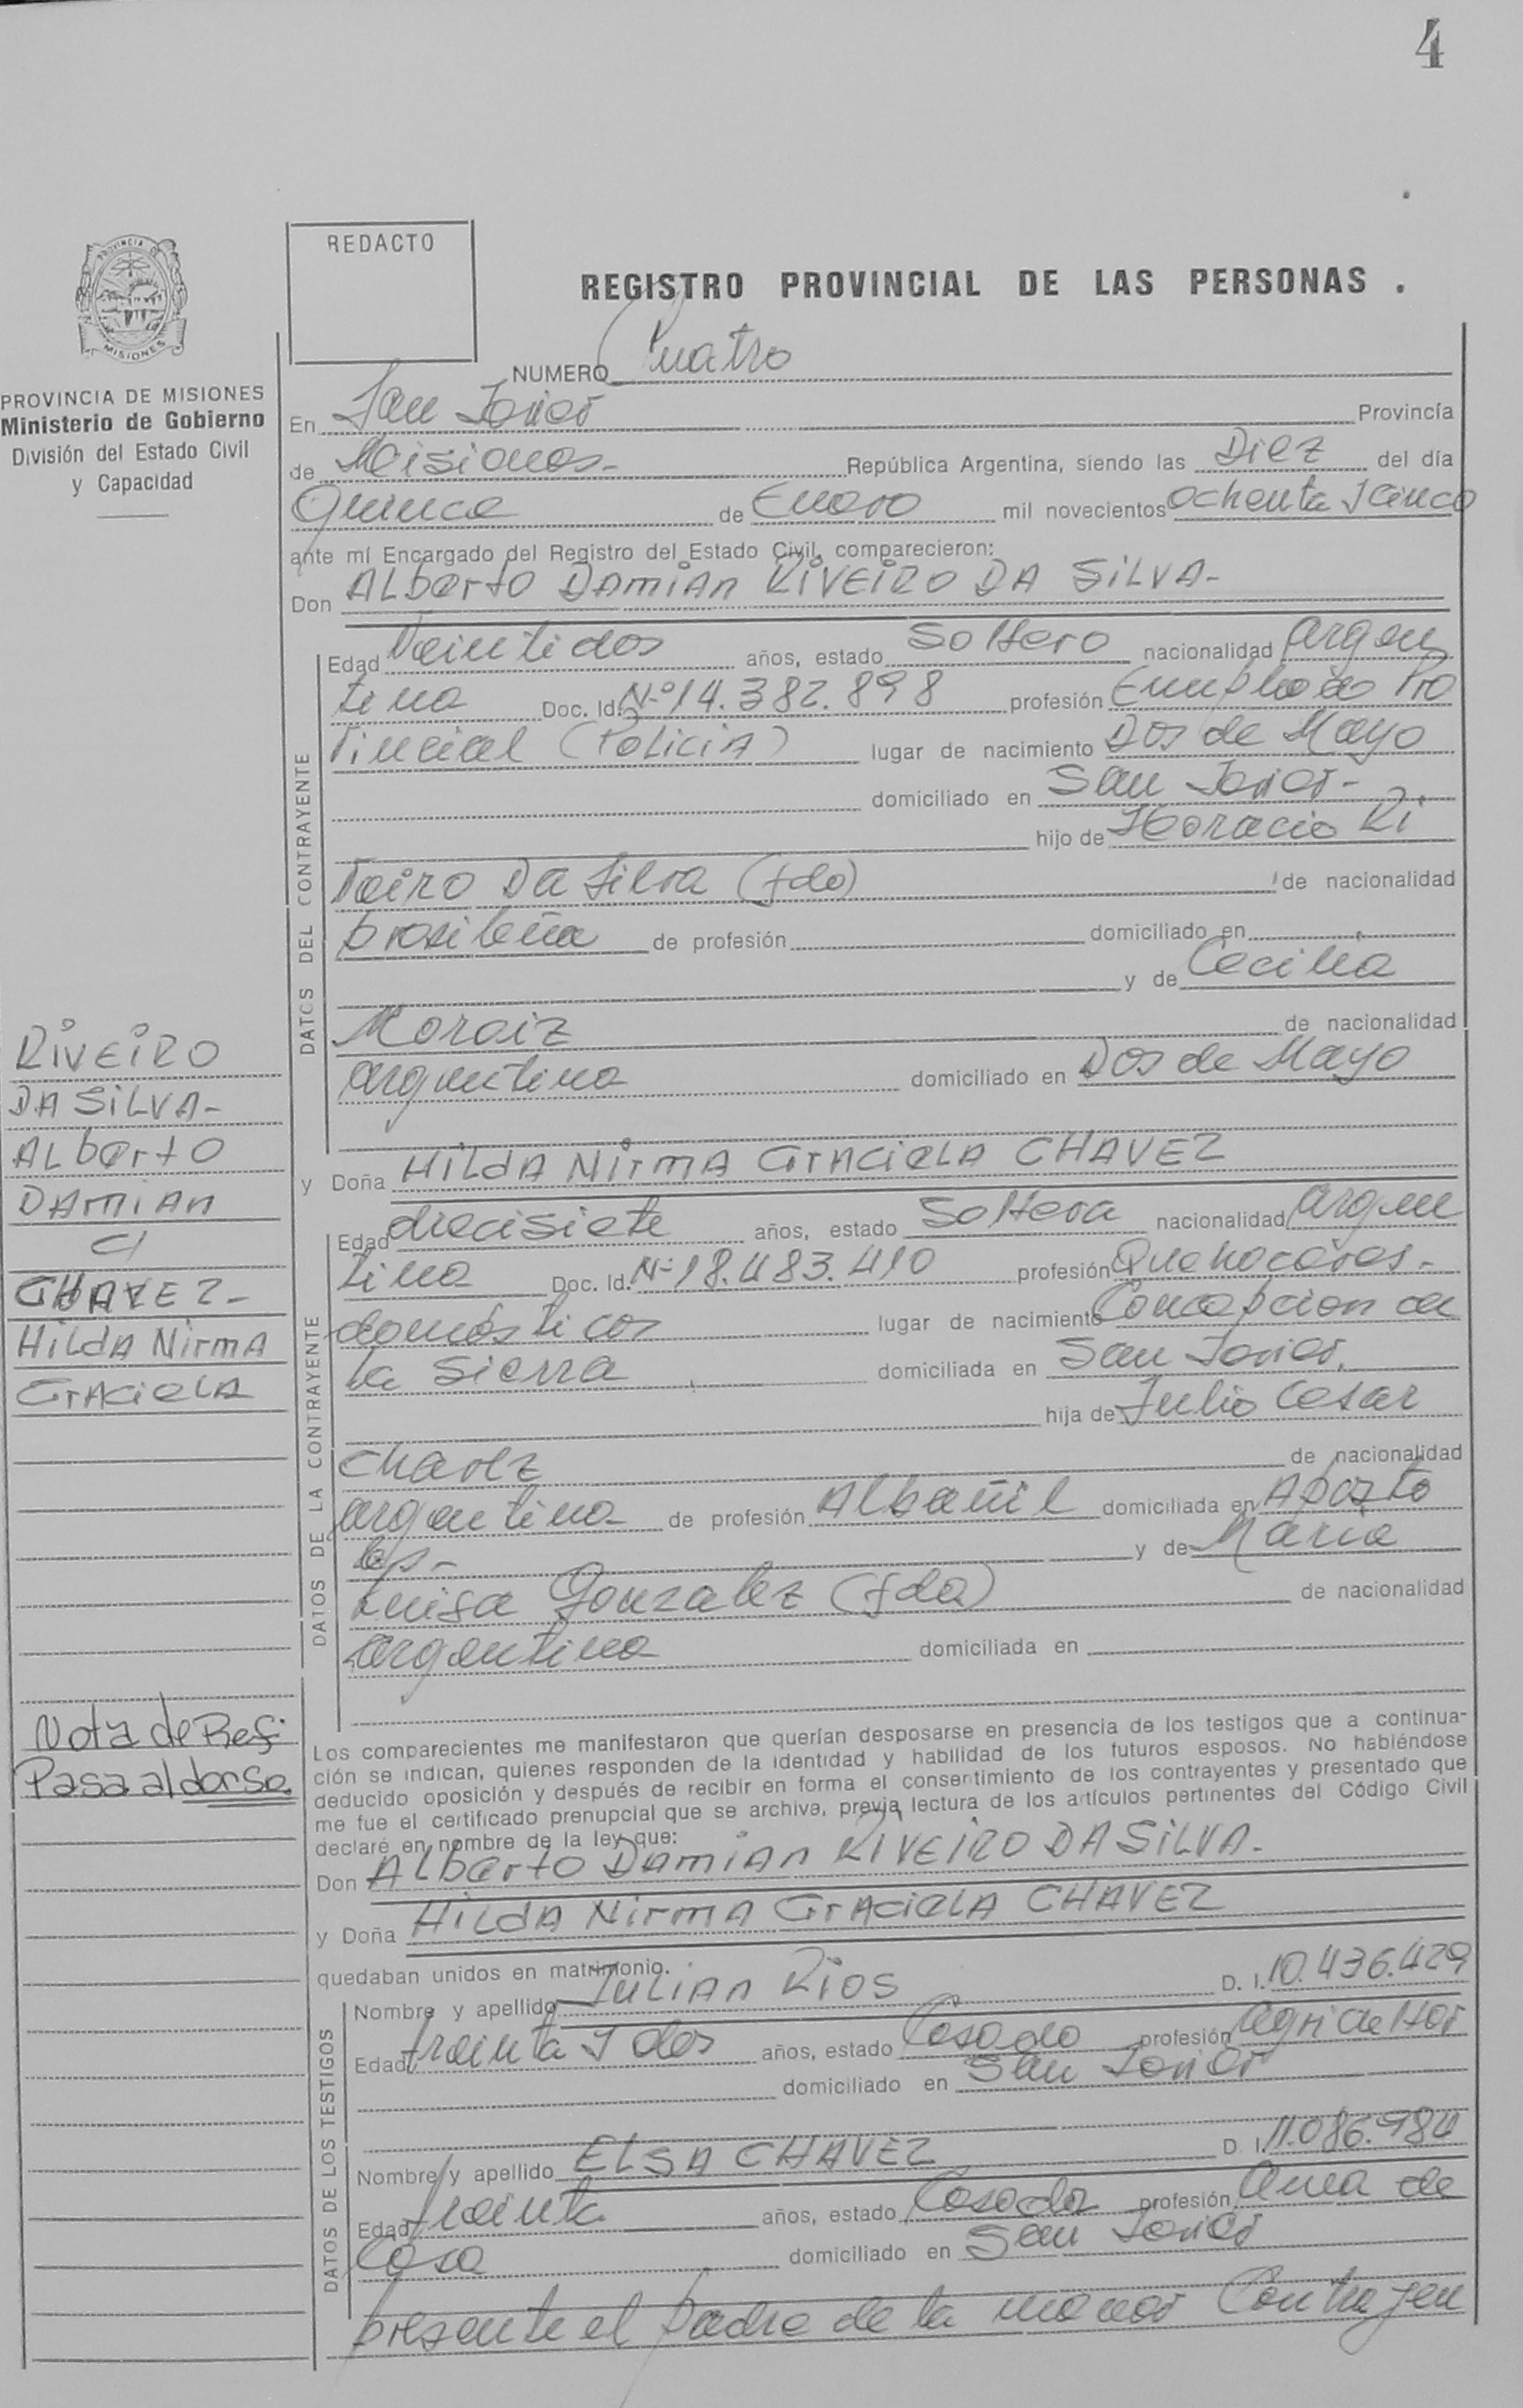 4
REDACTO
REGISTRO PROVINCIAL DE LAS PERSONAS .
PROVINCIA DE
MISIONES
PROVINCIA DE MISIONES
Ministerio de Gobierno
División del Estado Civil
y Capacidad
NUMERO Cuatro
En San Javier Provincia
de Misiones- República Argentina, siendo las Diez del día
Quince de Enero mil novecientos ochenta y cinco
ante mí Encargado del Registro del Estado Civil, comparecieron:
Don ALberto DAmiAn RiVEiRO DA SiLVA-
DATOS DEL CONTRAYENTE
Edad Veintidos años, estado Soltero nacionalidad argen
tina Doc. Id. Nº 14.382.898 profesión Empleado Pro
vincial (PoliciA) lugar de nacimiento Dos de Mayo
domiciliado en San Javier-
hijo de Horacio Ri
veiro Da Silva (fdo) de nacionalidad
brasileña de profesión domiciliado en
y de Cecilia
Moraiz de nacionalidad
argentina domiciliado en Dos de Mayo
y Doña HiLdA NirmA GrAcieLA CHAVEZ
DATOS DE LA CONTRAYENTE
Edad diecisiete años, estado Soltera nacionalidad argen
tina Doc. Id. Nº 18.483.410 profesión Quehaceres-
domésticos lugar de nacimiento Concepcion de
la Sierra domiciliada en San Javier.
hija de Julio Cesar
Chavez de nacionalidad
argentina de profesión Albañil domiciliada en Aposto
les- y de Maria
Luisa Gonzalez (fda) de nacionalidad
argentina domiciliada en
RiVEiRO
DA SiLVA-
ALberto
DAmiAn
c/
CHAVEZ-
HiLdA NirmA
GrAcieLA
Nota de Ref:
Pasa al dorso
Los comparecientes me manifestaron que querían desposarse en presencia de los testigos que a continua-
ción se indican, quienes responden de la identidad y habilidad de los futuros esposos. No habiéndose
deducido oposición y después de recibir en forma el consentimiento de los contrayentes y presentado que
me fue el certificado prenupcial que se archiva, previa lectura de los artículos pertinentes del Código Civil
declaré en nombre de la ley que:
Don ALberto DAmiAn RiVEiRO DA SiLVA-
y Doña HiLdA NirmA GrAcieLA CHAVEZ
quedaban unidos en matrimonio.
DATOS DE LOS TESTIGOS
Nombre y apellido JuliAn Rios D. I. 10.436.429
Edad treinta y dos años, estado Casado profesión agricultor
domiciliado en San Javier
Nombre y apellido ELSA CHAVEZ D. I. 11.086.984
Edad treinta años, estado Casada profesión ama de
Casa domiciliado en San Javier
presente el padre de la menor Contrayen